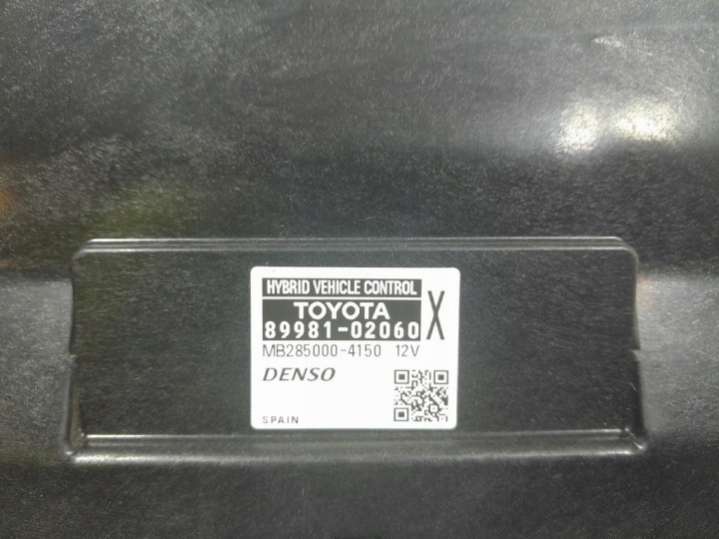 HYBRID VEHICLE CONTROL
TOYOTA X
89981-02060
MB285000-4150 12V
DENSO
SPAIN